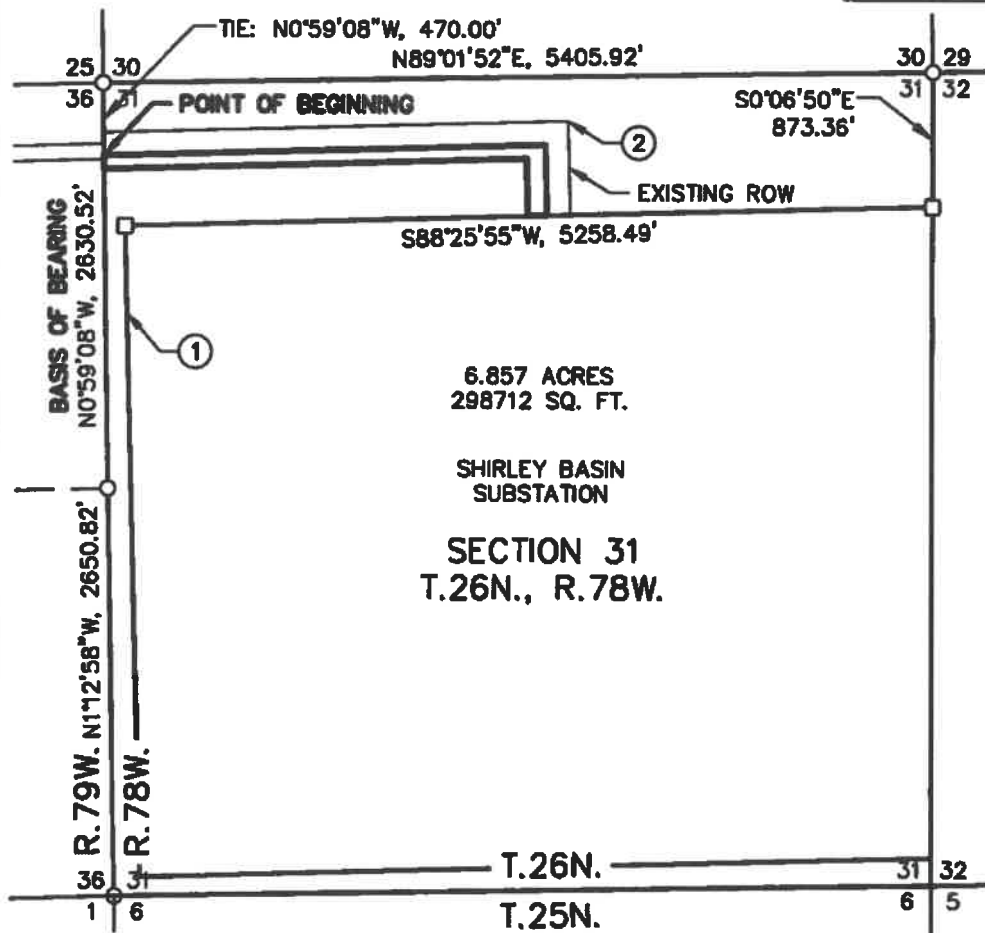 TIE: N0°59'08"W, 470.00'
N89°01'52"E, 5405.92'
25 30
36 31
30 29
31 32
POINT OF BEGINNING
S0°06'50"E
873.36'
2
EXISTING ROW
S88°25'55"W, 5258.49'
BASIS OF BEARING
N0°59'08"W, 2630.52'
1
6.857 ACRES
298712 SQ. FT.
SHIRLEY BASIN
SUBSTATION
SECTION 31
T.26N., R.78W.
N1°12'58"W, 2650.82'
R.79W.
R.78W.
T.26N.
36 31
1 6
31 32
6 5
T.25N.